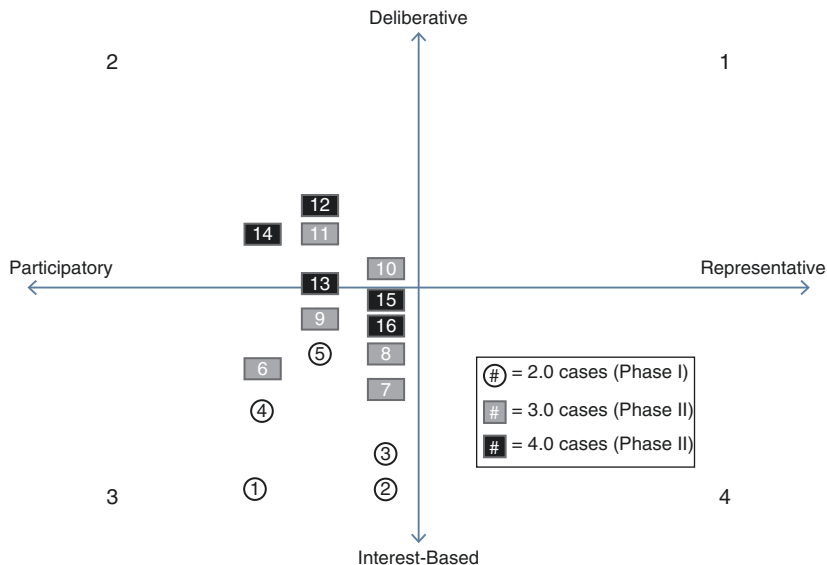 Deliberative
2
1
12
14
11
10
Participatory
Representative
13
15
16
9
5
8
6
7
4
# = 2.0 cases (Phase I)
# = 3.0 cases (Phase II)
# = 4.0 cases (Phase II)
3
1
2
3
4
Interest-Based